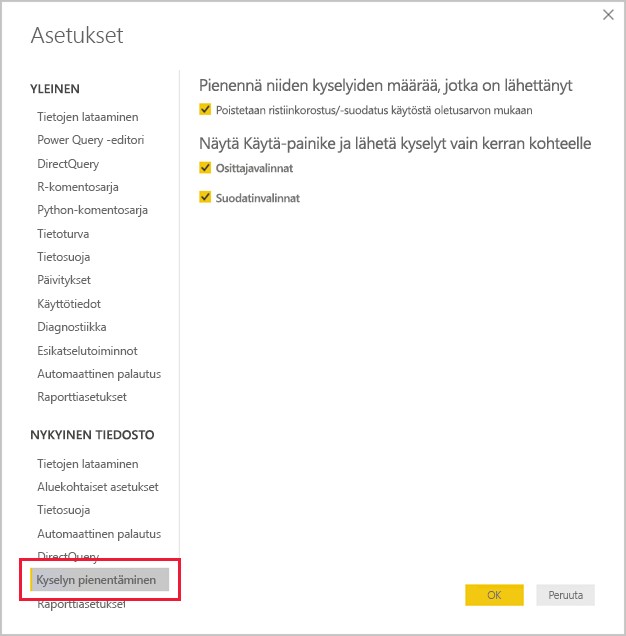 Asetukset
YLEINEN
Tietojen lataaminen
Power Query -editori
DirectQuery
R-komentosarja
Python-komentosarja
Tietoturva
Tietosuoja
Päivitykset
Käyttötiedot
Diagnostiikka
Esikatselutoiminnot
Automaattinen palautus
Raporttiasetukset
NYKYINEN TIEDOSTO
Tietojen lataaminen
Aluekohtaiset asetukset
Tietosuoja
Automaattinen palautus
DirectQuery
Kyselyn pienentäminen
Raporttiasetukset
Pienennä niiden kyselyiden määrää, jotka on lähettänyt
Poistetaan ristiinkorostus/-suodatus käytöstä oletusarvon mukaan
Näytä Käytä-painike ja lähetä kyselyt vain kerran kohteelle
Osittajavalinnat
Suodatinvalinnat
OK
Peruuta